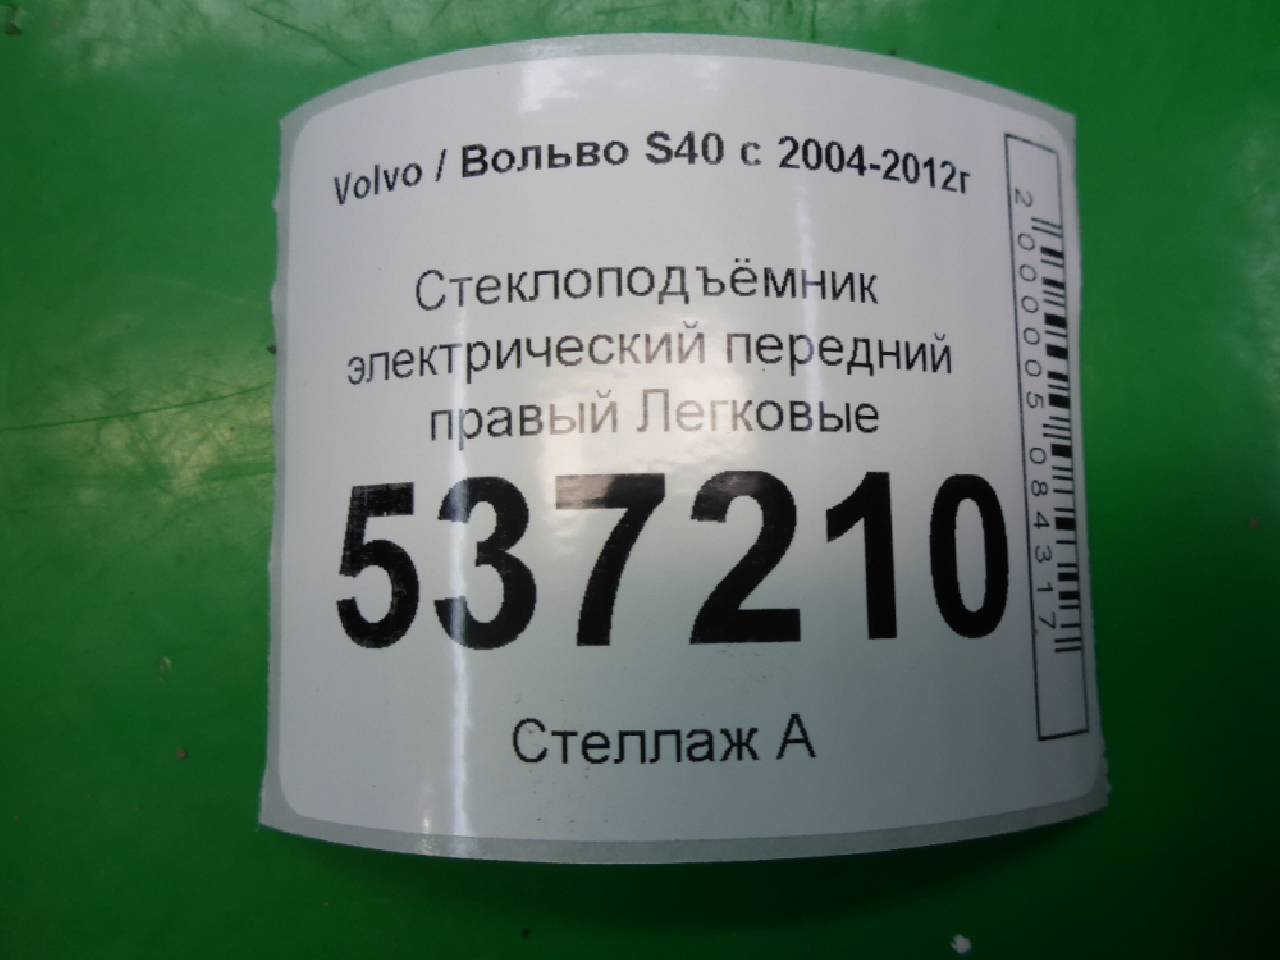 Volvo / Вольво S40 с 2004-2012г
Стеклоподъёмник
электрический передний
правый Легковые
537210
Стеллаж А
2000005084317